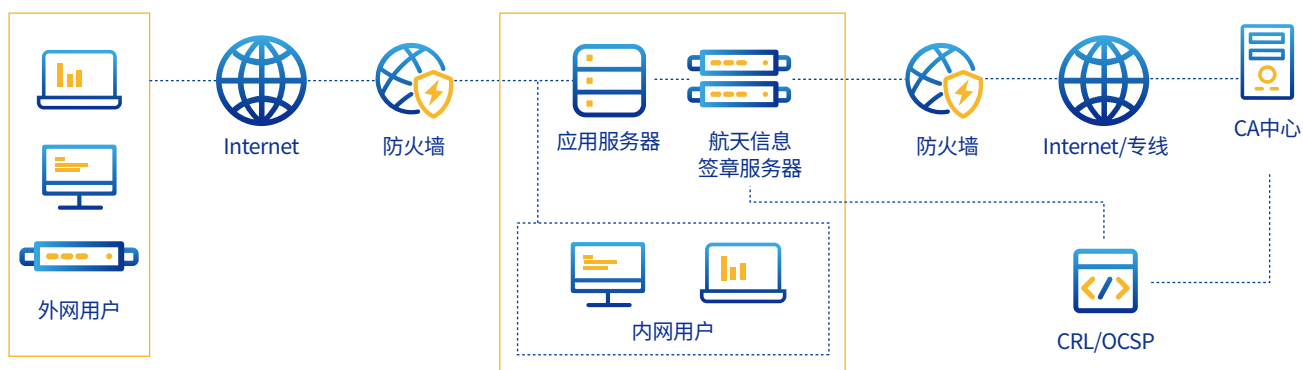 Internet
防火墙
应用服务器
航天信息
签章服务器
防火墙
Internet/专线
CA中心
外网用户
内网用户
CRL/OCSP